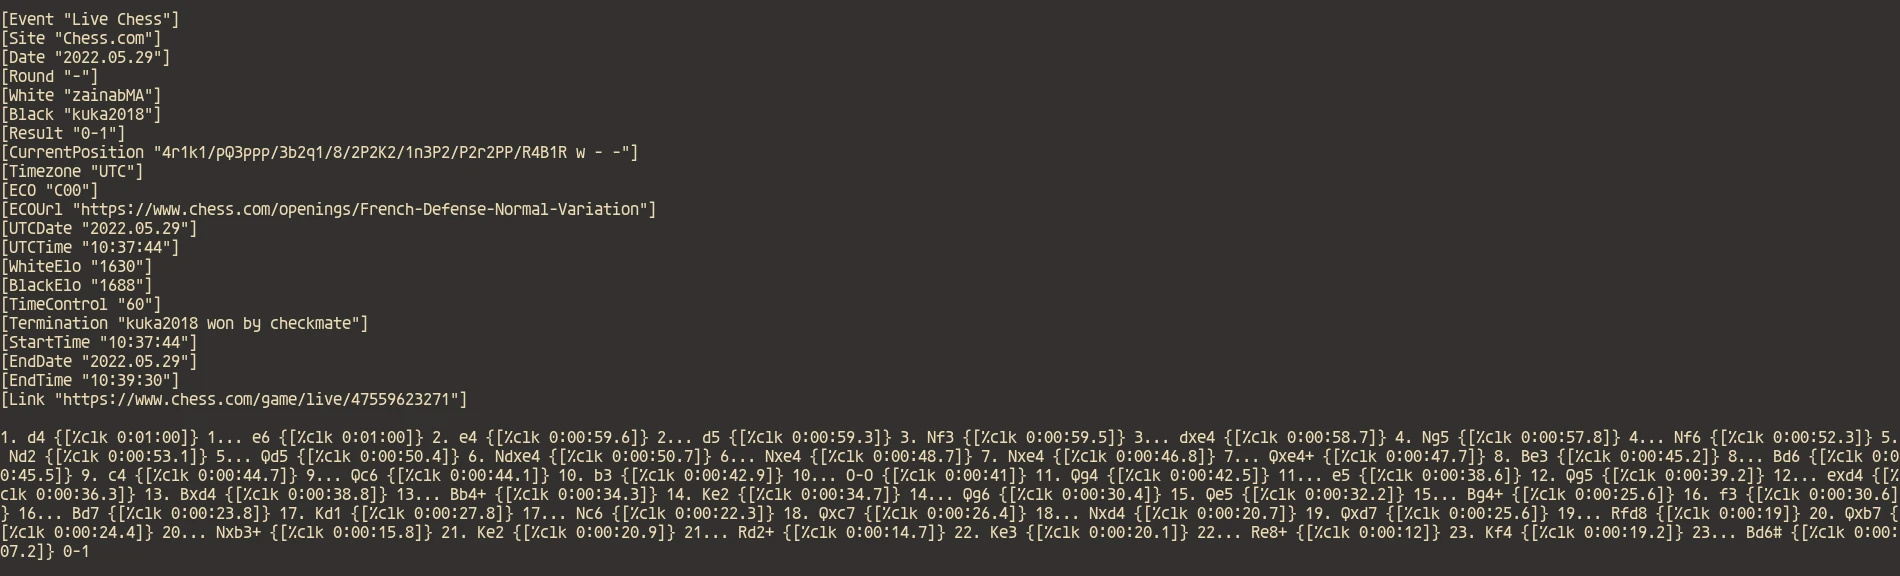 [Event "Live Chess"]
[Site "Chess.com"]
[Date "2022.05.29"]
[Round "-"]
[White "zainabMA"]
[Black "kuka2018"]
[Result "0-1"]
[CurrentPosition "4r1k1/pQ3ppp/3b2q1/8/2P2K2/1n3P2/P2r2PP/R4B1R w - -"]
[Timezone "UTC"]
[ECO "C00"]
[ECOUrl "https://www.chess.com/openings/French-Defense-Normal-Variation"]
[UTCDate "2022.05.29"]
[UTCTime "10:37:44"]
[WhiteElo "1630"]
[BlackElo "1688"]
[TimeControl "60"]
[Termination "kuka2018 won by checkmate"]
[StartTime "10:37:44"]
[EndDate "2022.05.29"]
[EndTime "10:39:30"]
[Link "https://www.chess.com/game/live/47559623271"]
1. d4 {[%clk 0:01:00]} 1... e6 {[%clk 0:01:00]} 2. e4 {[%clk 0:00:59.6]} 2... d5 {[%clk 0:00:59.3]} 3. Nf3 {[%clk 0:00:59.5]} 3... dxe4 {[%clk 0:00:58.7]} 4. Ng5 {[%clk 0:00:57.8]} 4... Nf6 {[%clk 0:00:52.3]} 5.
Nd2 {[%clk 0:00:53.1]} 5... Qd5 {[%clk 0:00:50.4]} 6. Ndxe4 {[%clk 0:00:50.7]} 6... Nxe4 {[%clk 0:00:48.7]} 7. Nxe4 {[%clk 0:00:46.8]} 7... Qxe4+ {[%clk 0:00:47.7]} 8. Be3 {[%clk 0:00:45.2]} 8... Bd6 {[%clk 0:0
0:45.5]} 9. c4 {[%clk 0:00:44.7]} 9... Qc6 {[%clk 0:00:44.1]} 10. b3 {[%clk 0:00:42.9]} 10... O-O {[%clk 0:00:41]} 11. Qg4 {[%clk 0:00:42.5]} 11... e5 {[%clk 0:00:38.6]} 12. Qg5 {[%clk 0:00:39.2]} 12... exd4 {[%
clk 0:00:36.3]} 13. Bxd4 {[%clk 0:00:38.8]} 13... Bb4+ {[%clk 0:00:34.3]} 14. Ke2 {[%clk 0:00:34.7]} 14... Qg6 {[%clk 0:00:30.4]} 15. Qe5 {[%clk 0:00:32.2]} 15... Bg4+ {[%clk 0:00:25.6]} 16. f3 {[%clk 0:00:30.6]
} 16... Bd7 {[%clk 0:00:23.8]} 17. Kd1 {[%clk 0:00:27.8]} 17... Nc6 {[%clk 0:00:22.3]} 18. Qxc7 {[%clk 0:00:26.4]} 18... Nxd4 {[%clk 0:00:20.7]} 19. Qxd7 {[%clk 0:00:25.6]} 19... Rfd8 {[%clk 0:00:19]} 20. Qxb7 {
[%clk 0:00:24.4]} 20... Nxb3+ {[%clk 0:00:15.8]} 21. Ke2 {[%clk 0:00:20.9]} 21... Rd2+ {[%clk 0:00:14.7]} 22. Ke3 {[%clk 0:00:20.1]} 22... Re8+ {[%clk 0:00:12]} 23. Kf4 {[%clk 0:00:19.2]} 23... Bd6# {[%clk 0:00:
07.2]} 0-1